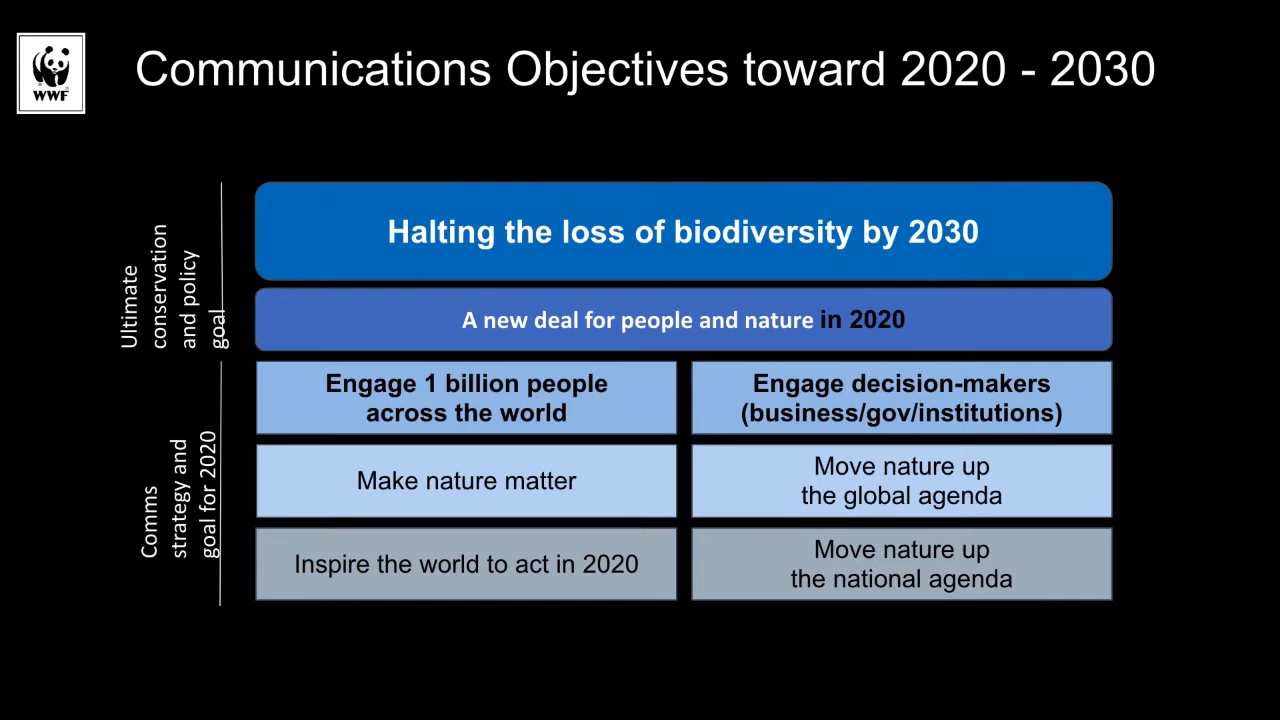 WWF
Communications Objectives toward 2020 - 2030
Ultimate
conservation
and policy
goal
Halting the loss of biodiversity by 2030
A new deal for people and nature in 2020
Comms
strategy and
goal for 2020
Engage 1 billion people
across the world
Engage decision-makers
(business/gov/institutions)
Make nature matter
Move nature up
the global agenda
Inspire the world to act in 2020
Move nature up
the national agenda